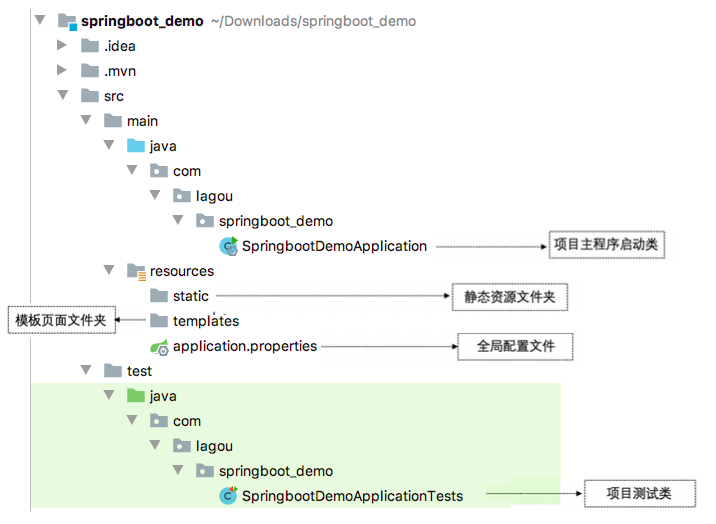 springboot_demo ~/Downloads/springboot_demo
.idea
.mvn
src
main
java
com
lagou
springboot_demo
SpringbootDemoApplication 项目主程序启动类
resources
static 静态资源文件夹
模板页面文件夹 templates
application.properties 全局配置文件
test
java
com
lagou
springboot_demo
SpringbootDemoApplicationTests 项目测试类